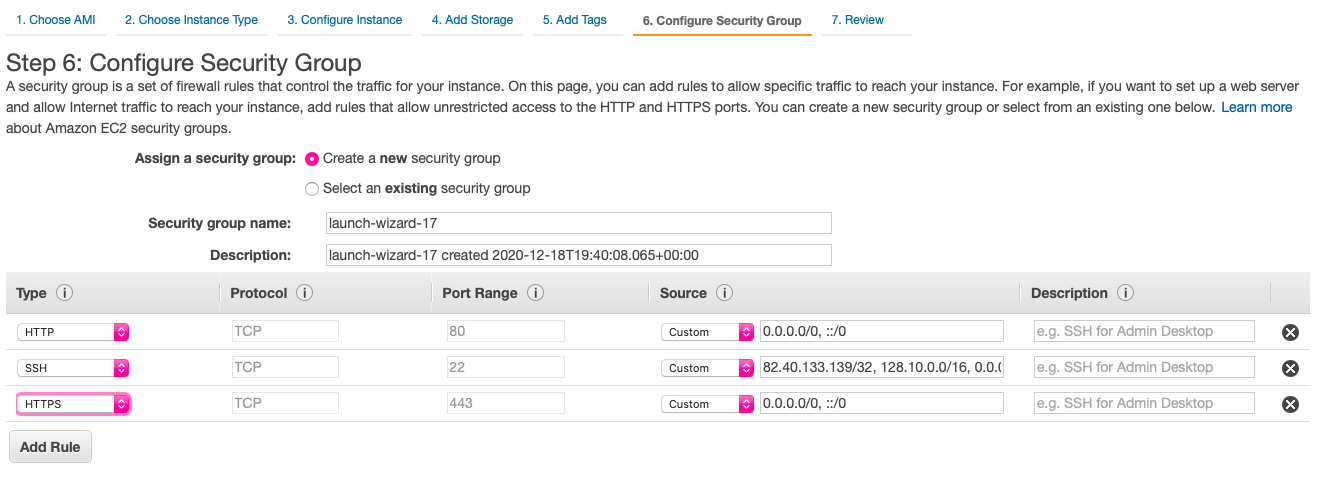 1. Choose AMI 2. Choose Instance Type 3. Configure Instance 4. Add Storage 5. Add Tags 6. Configure Security Group 7. Review
Step 6: Configure Security Group
A security group is a set of firewall rules that control the traffic for your instance. On this page, you can add rules to allow specific traffic to reach your instance. For example, if you want to set up a web server
and allow Internet traffic to reach your instance, add rules that allow unrestricted access to the HTTP and HTTPS ports. You can create a new security group or select from an existing one below. Learn more
about Amazon EC2 security groups.
Assign a security group: Create a new security group
Select an existing security group
Security group name: launch-wizard-17
Description: launch-wizard-17 created 2020-12-18T19:40:08.065+00:00
Type i Protocol i Port Range i Source i Description i
HTTP TCP 80 Custom 0.0.0.0/0, ::/0 e.g. SSH for Admin Desktop
SSH TCP 22 Custom 82.40.133.139/32, 128.10.0.0/16, 0.0.( e.g. SSH for Admin Desktop
HTTPS TCP 443 Custom 0.0.0.0/0, ::/0 e.g. SSH for Admin Desktop
Add Rule